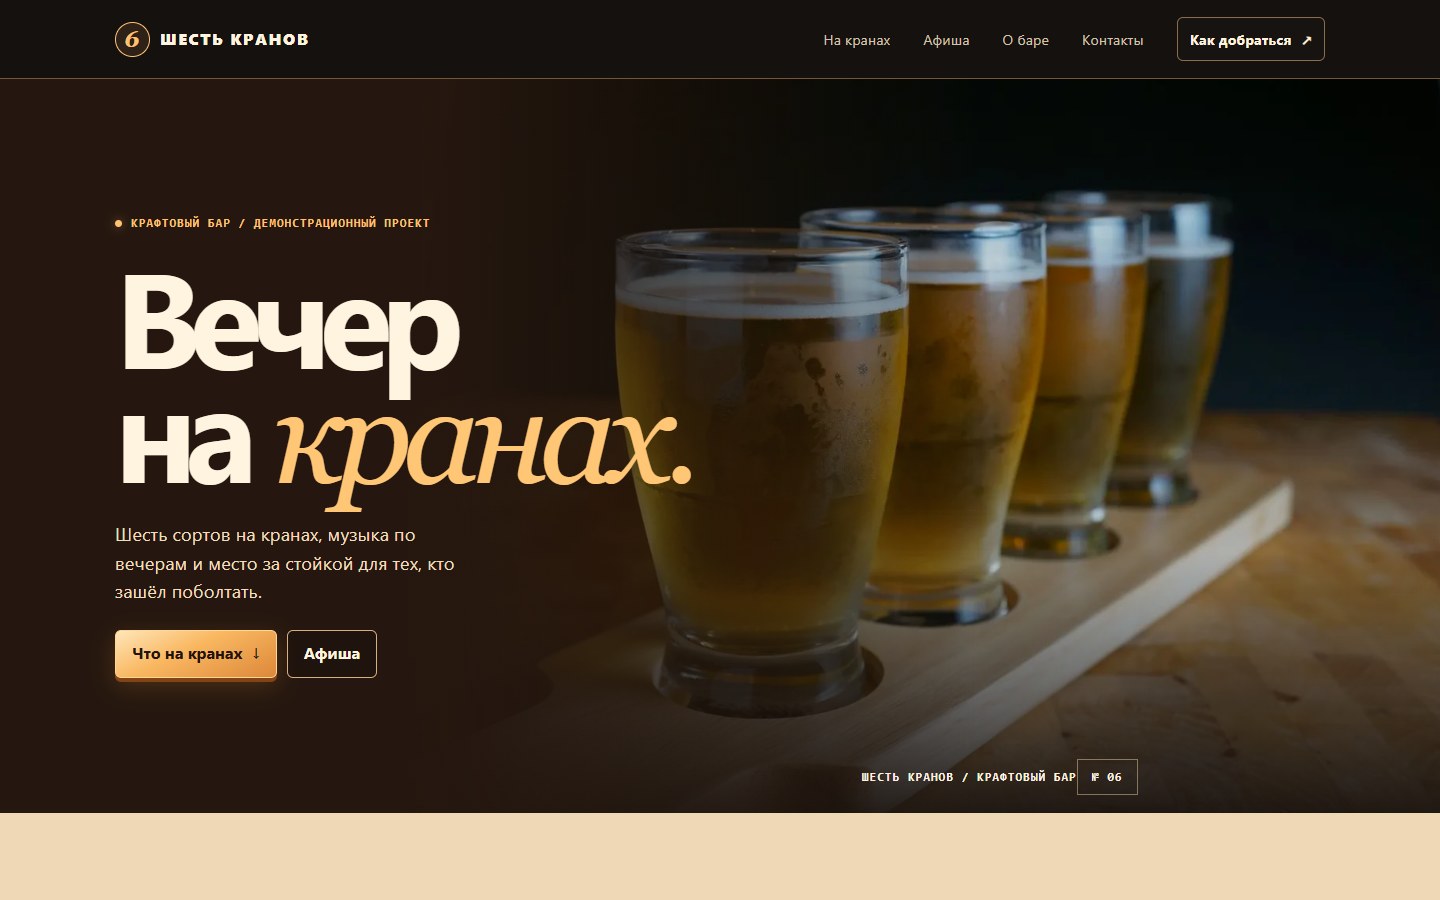 6 ШЕСТЬ КРАНОВ
На кранах Афиша О баре Контакты Как добраться ↗
КРАФТОВЫЙ БАР / ДЕМОНСТРАЦИОННЫЙ ПРОЕКТ
Вечер
на кранах.
Шесть сортов на кранах, музыка по
вечерам и место за стойкой для тех, кто
зашёл поболтать.
Что на кранах ↓ Афиша
ШЕСТЬ КРАНОВ / КРАФТОВЫЙ БАР № 06